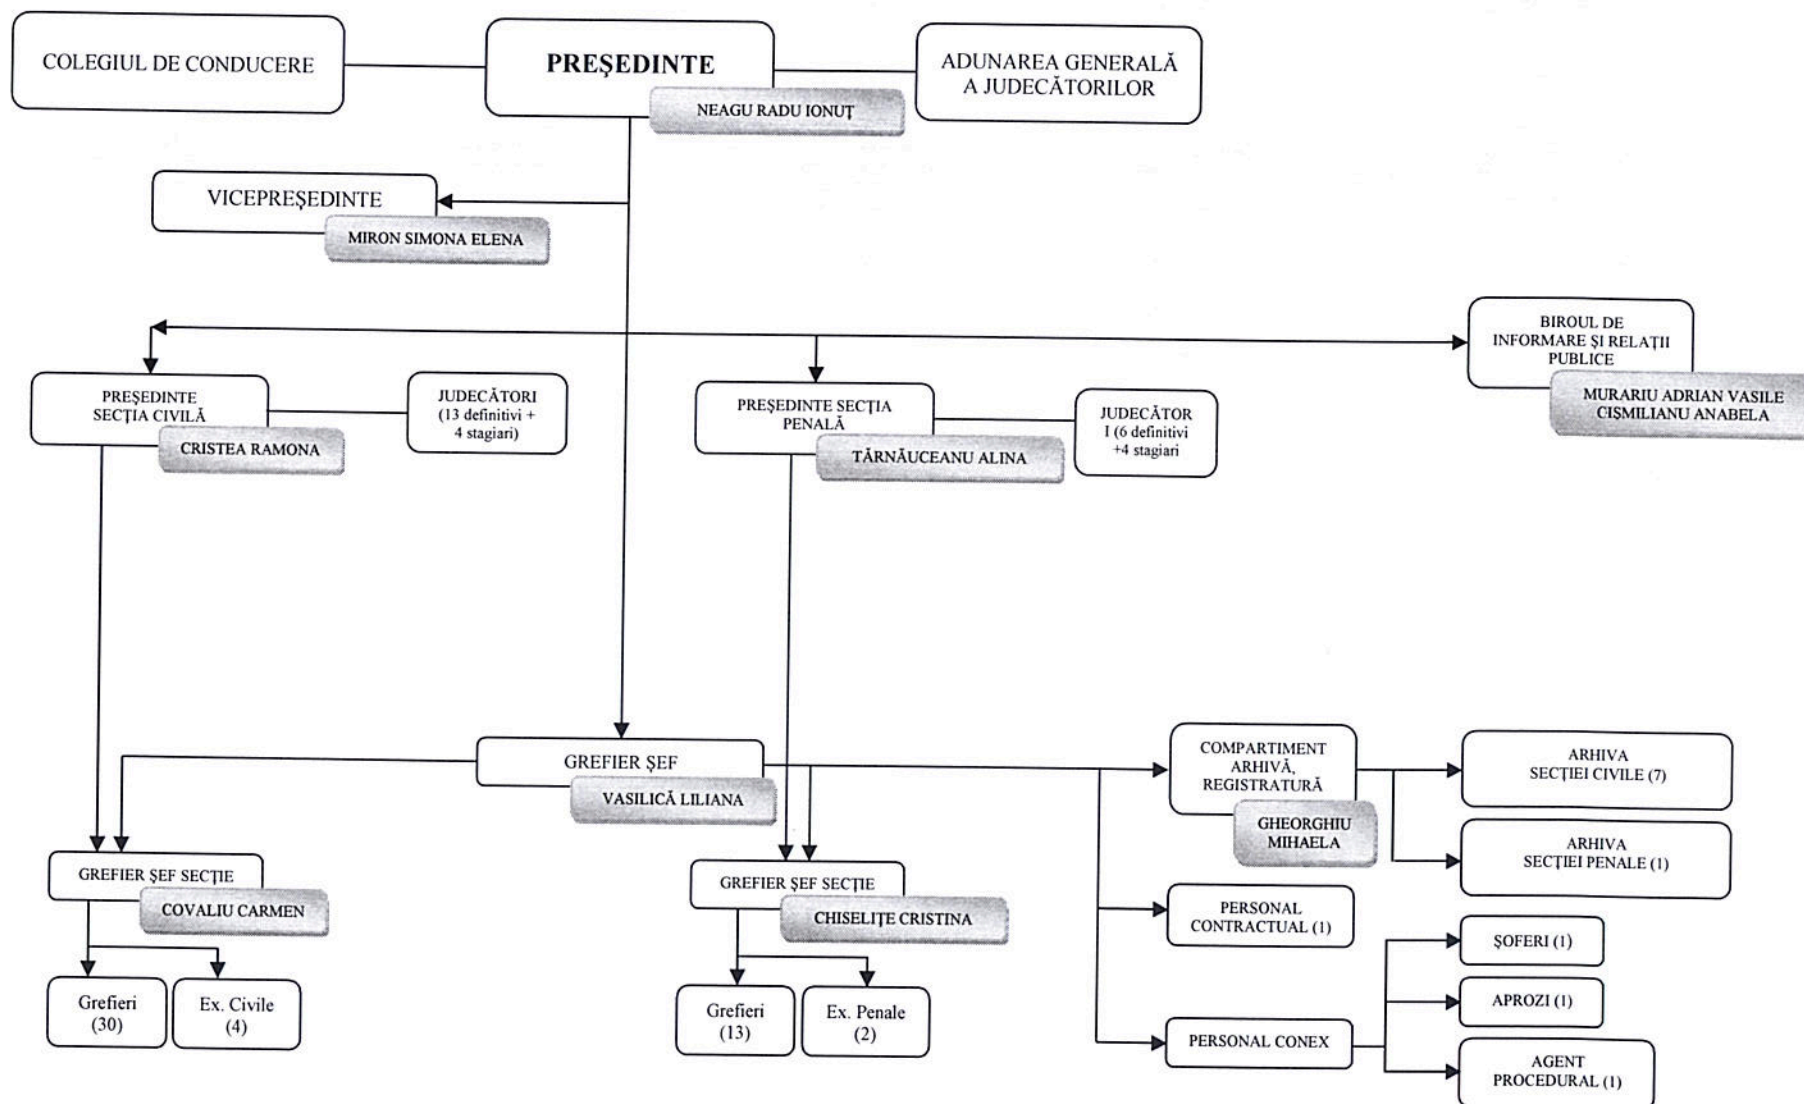 COLEGIUL DE CONDUCERE
PREŞEDINTE
NEAGU RADU IONUŢ
ADUNAREA GENERALĂ
A JUDECĂTORILOR
VICEPREŞEDINTE
MIRON SIMONA ELENA
BIROUL DE
INFORMARE ŞI RELAŢII
PUBLICE
MURARIU ADRIAN VASILE
CIŞMILIANU ANABELA
PREŞEDINTE
SECŢIA CIVILĂ
CRISTEA RAMONA
JUDECĂTORI
(13 definitivi +
4 stagiari)
PREŞEDINTE SECŢIA
PENALĂ
TĂRNĂUCEANU ALINA
JUDECĂTOR
I (6 definitivi
+4 stagiari
GREFIER ŞEF
VASILICĂ LILIANA
COMPARTIMENT
ARHIVĂ,
REGISTRATURĂ
GHEORGHIU
MIHAELA
ARHIVA
SECŢIEI CIVILE (7)
ARHIVA
SECŢIEI PENALE (1)
GREFIER ŞEF SECŢIE
COVALIU CARMEN
GREFIER ŞEF SECŢIE
CHISELIŢE CRISTINA
PERSONAL
CONTRACTUAL (1)
ŞOFERI (1)
Grefieri
(30)
Ex. Civile
(4)
Grefieri
(13)
Ex. Penale
(2)
APROZI (1)
PERSONAL CONEX
AGENT
PROCEDURAL (1)